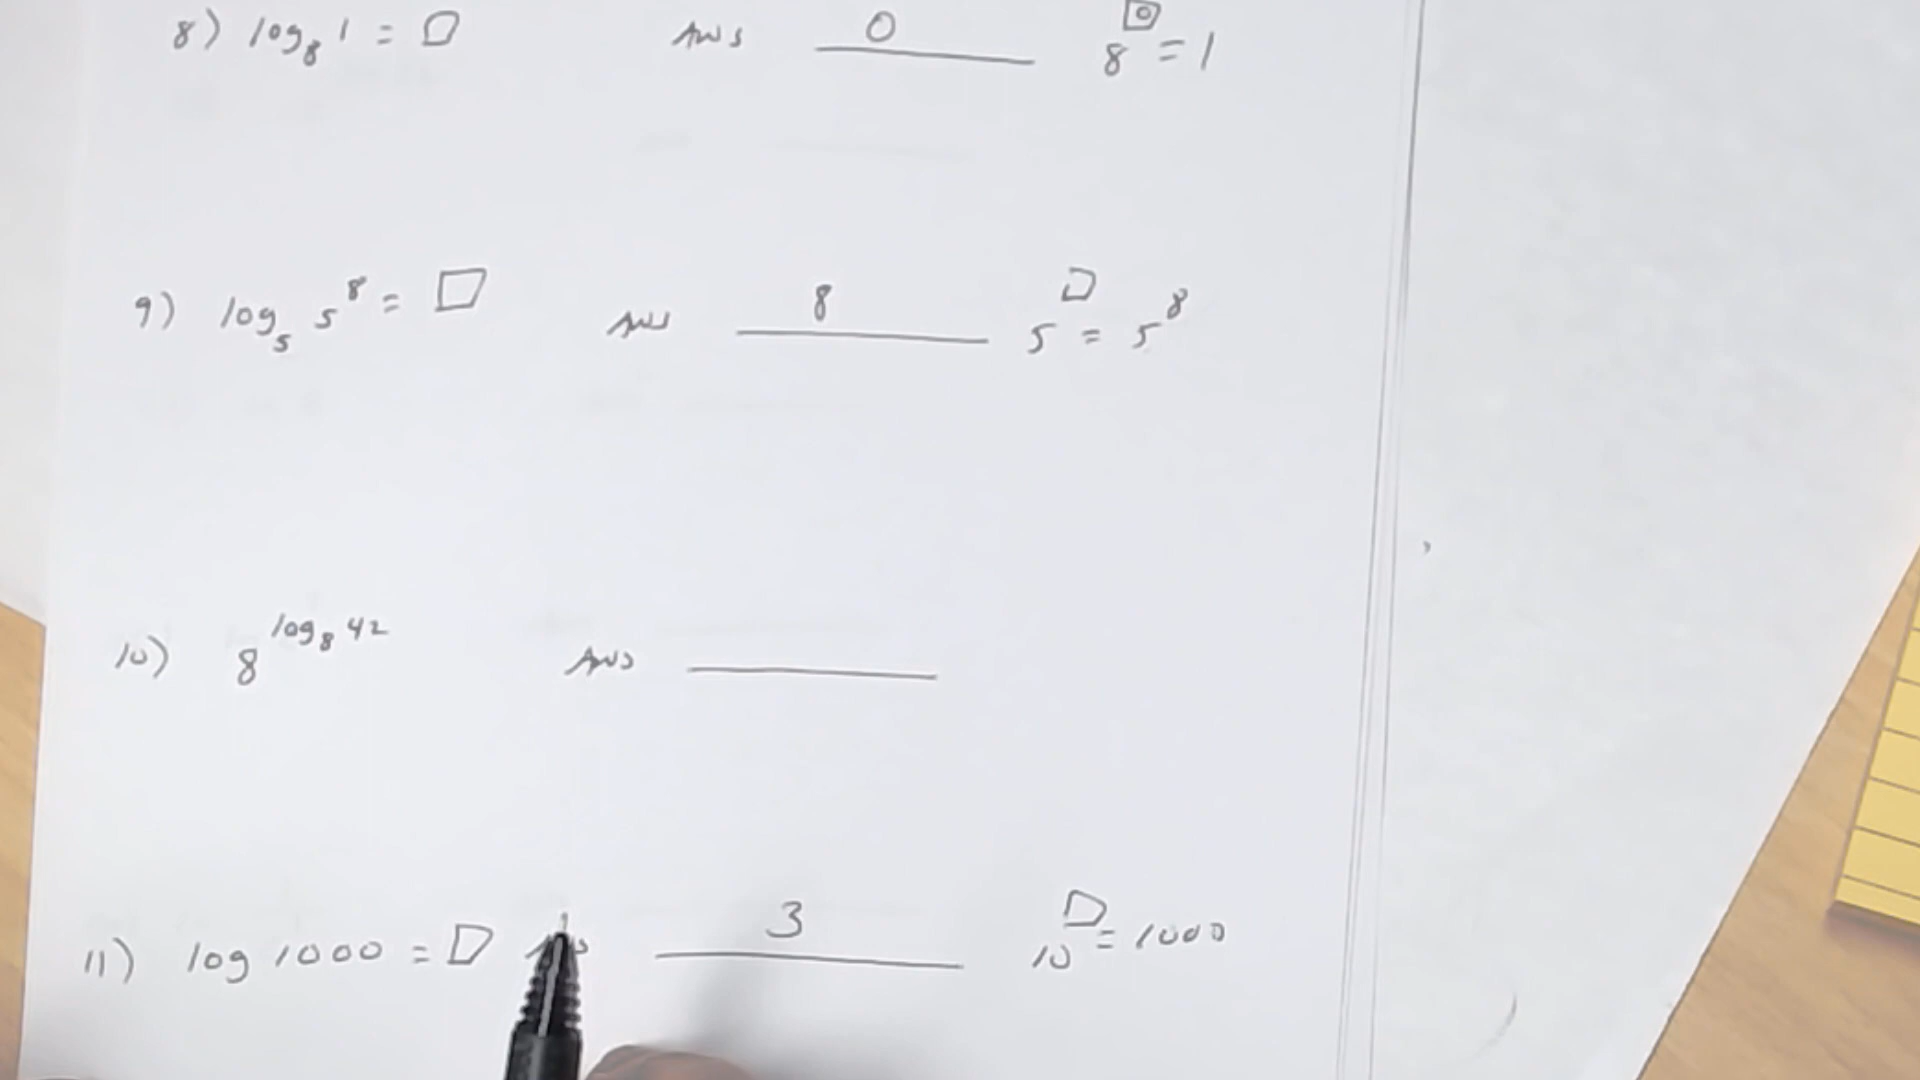 8) log₈ 1 = □ Ans 0 8^□ = 1
9) log₅ 5⁸ = □ Ans 8 5^□ = 5⁸
10) 8^(log₈ 42) Ans
11) log 1000 = □ 3 10^□ = 1000